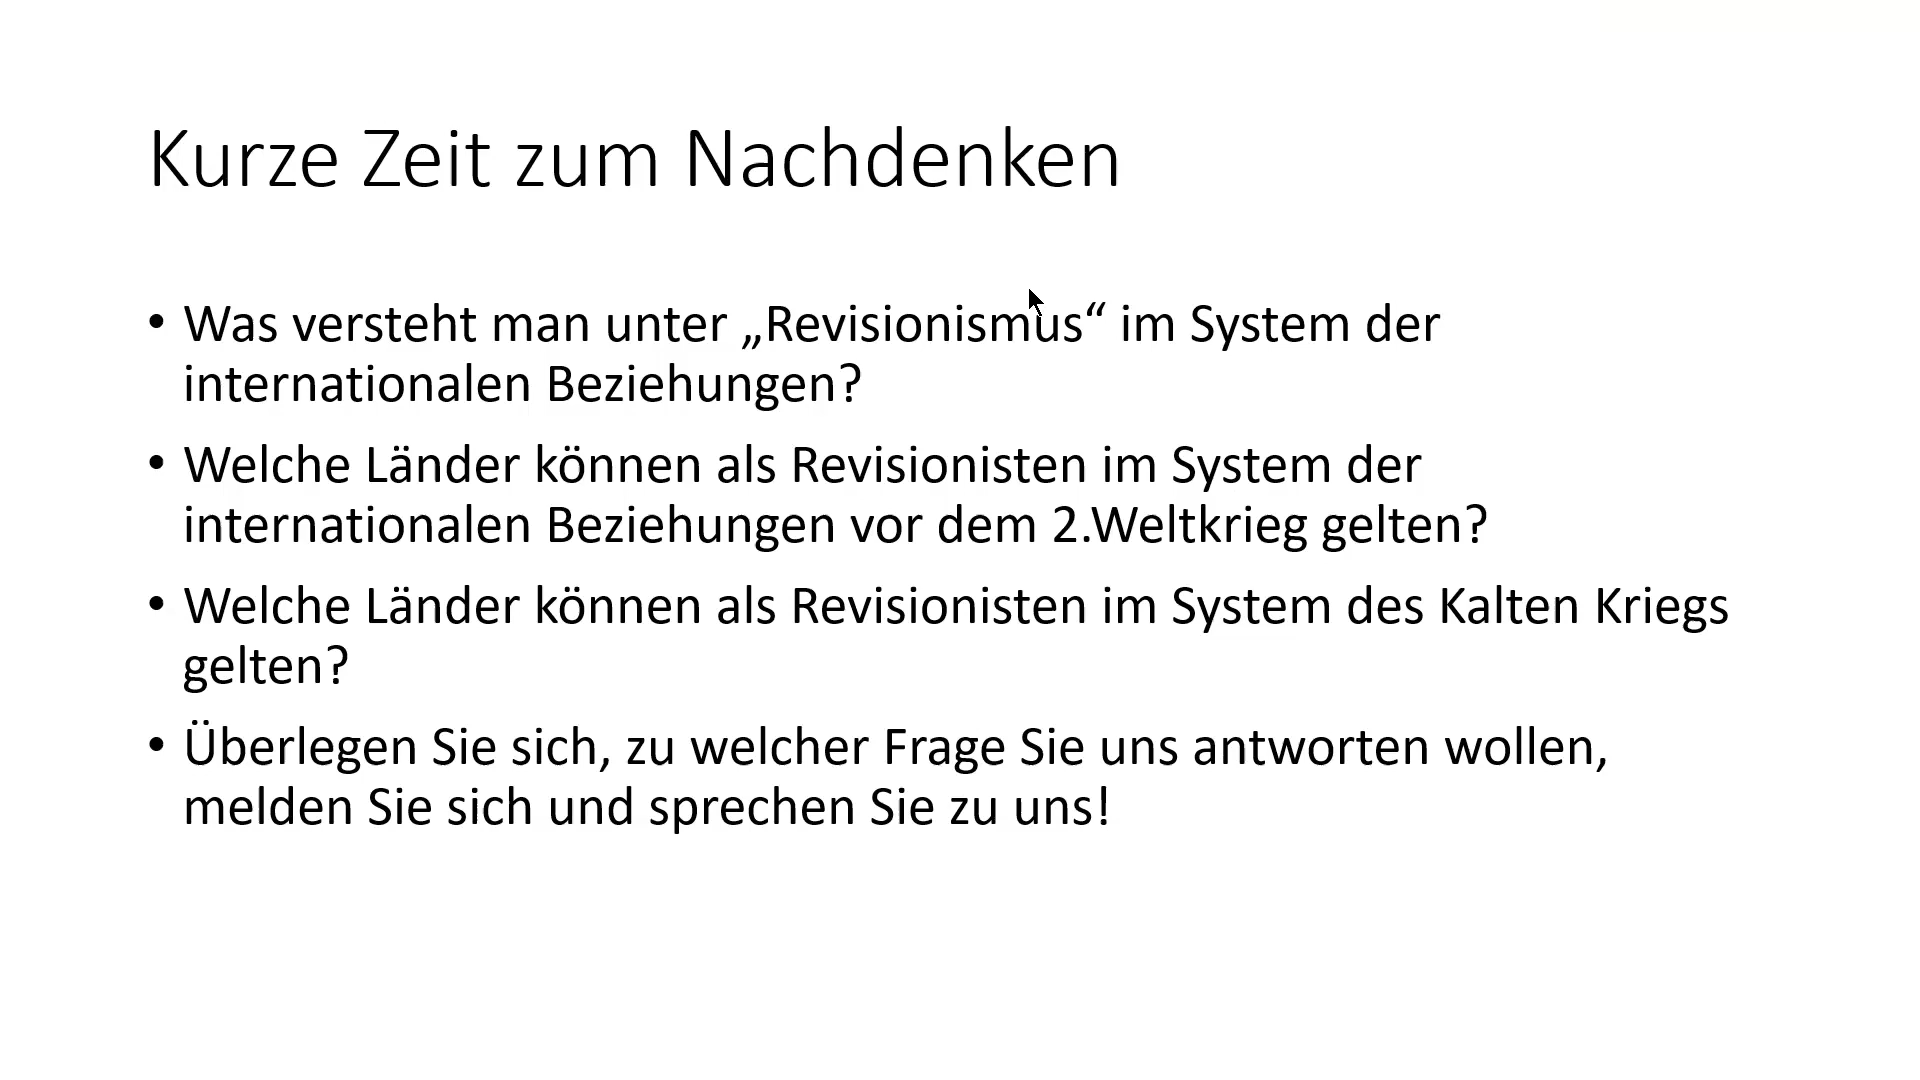 Kurze Zeit zum Nachdenken
• Was versteht man unter „Revisionismus“ im System der
internationalen Beziehungen?
• Welche Länder können als Revisionisten im System der
internationalen Beziehungen vor dem 2.Weltkrieg gelten?
• Welche Länder können als Revisionisten im System des Kalten Kriegs
gelten?
• Überlegen Sie sich, zu welcher Frage Sie uns antworten wollen,
melden Sie sich und sprechen Sie zu uns!